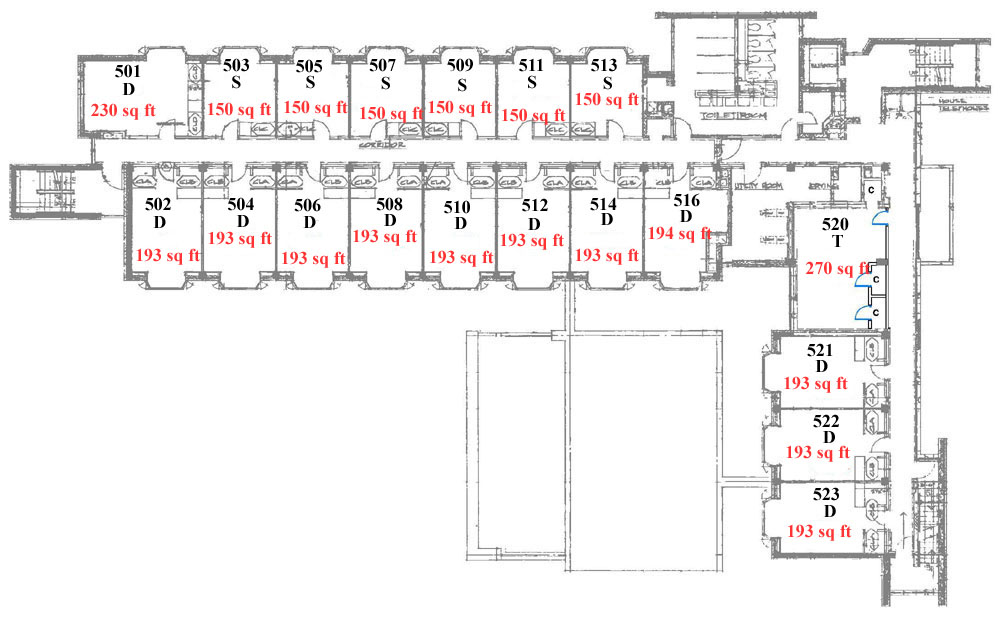 501
D
230 sq ft
503
S
150 sq ft
505
S
150 sq ft
507
S
150 sq ft
509
S
150 sq ft
511
S
150 sq ft
513
S
150 sq ft
TOILET ROOM
HOUSE
TELEPHONES
CORRIDOR
502
D
193 sq ft
504
D
193 sq ft
506
D
193 sq ft
508
D
193 sq ft
510
D
193 sq ft
512
D
193 sq ft
514
D
193 sq ft
516
D
194 sq ft
UTILITY ROOM
C
520
T
270 sq ft
C
C
521
D
193 sq ft
522
D
193 sq ft
523
D
193 sq ft